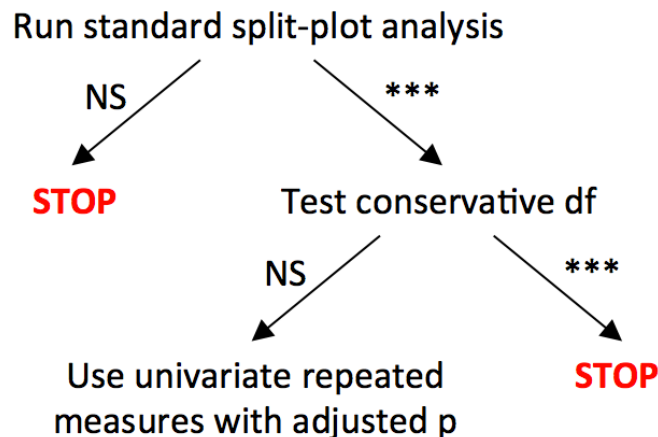 Run standard split-plot analysis
NS
***
STOP
Test conservative df
NS
***
Use univariate repeated
measures with adjusted p
STOP